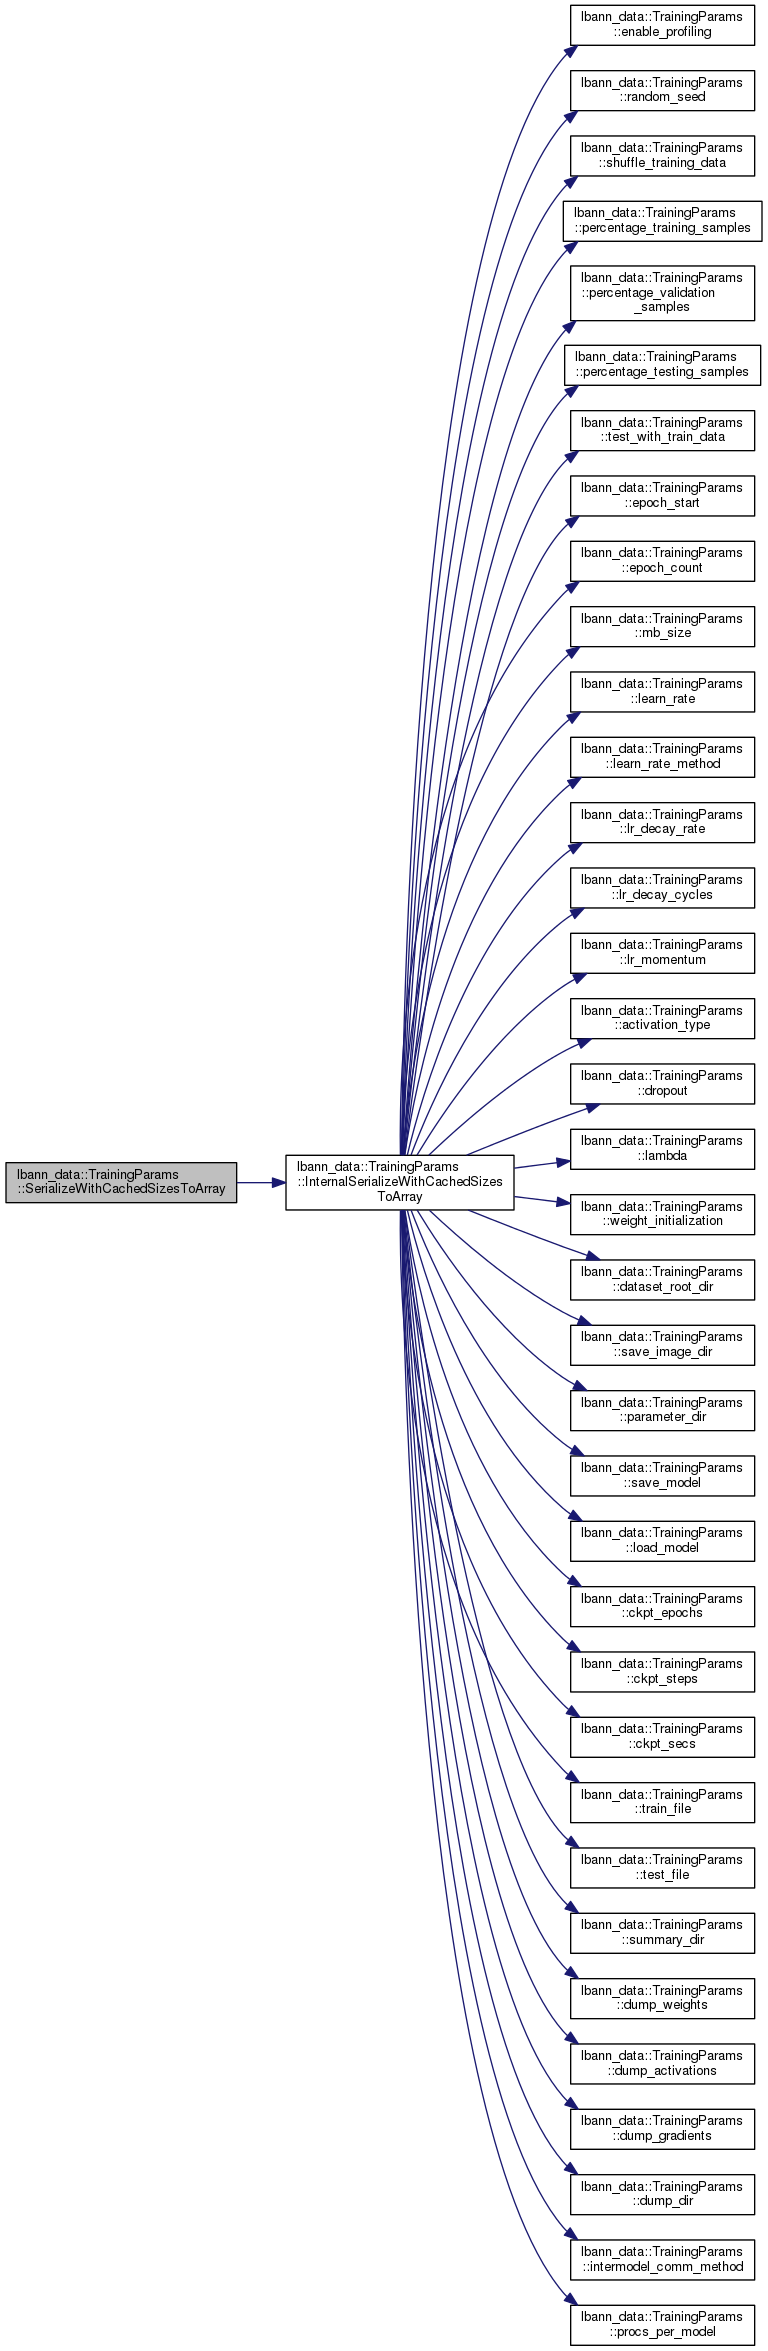 lbann_data::TrainingParams
::enable_profiling
lbann_data::TrainingParams
::random_seed
lbann_data::TrainingParams
::shuffle_training_data
lbann_data::TrainingParams
::percentage_training_samples
lbann_data::TrainingParams
::percentage_validation
_samples
lbann_data::TrainingParams
::percentage_testing_samples
lbann_data::TrainingParams
::test_with_train_data
lbann_data::TrainingParams
::epoch_start
lbann_data::TrainingParams
::epoch_count
lbann_data::TrainingParams
::mb_size
lbann_data::TrainingParams
::learn_rate
lbann_data::TrainingParams
::learn_rate_method
lbann_data::TrainingParams
::lr_decay_rate
lbann_data::TrainingParams
::lr_decay_cycles
lbann_data::TrainingParams
::lr_momentum
lbann_data::TrainingParams
::activation_type
lbann_data::TrainingParams
::dropout
lbann_data::TrainingParams
::lambda
lbann_data::TrainingParams
::SerializeWithCachedSizesToArray
lbann_data::TrainingParams
::InternalSerializeWithCachedSizes
ToArray
lbann_data::TrainingParams
::weight_initialization
lbann_data::TrainingParams
::dataset_root_dir
lbann_data::TrainingParams
::save_image_dir
lbann_data::TrainingParams
::parameter_dir
lbann_data::TrainingParams
::save_model
lbann_data::TrainingParams
::load_model
lbann_data::TrainingParams
::ckpt_epochs
lbann_data::TrainingParams
::ckpt_steps
lbann_data::TrainingParams
::ckpt_secs
lbann_data::TrainingParams
::train_file
lbann_data::TrainingParams
::test_file
lbann_data::TrainingParams
::summary_dir
lbann_data::TrainingParams
::dump_weights
lbann_data::TrainingParams
::dump_activations
lbann_data::TrainingParams
::dump_gradients
lbann_data::TrainingParams
::dump_dir
lbann_data::TrainingParams
::intermodel_comm_method
lbann_data::TrainingParams
::procs_per_model